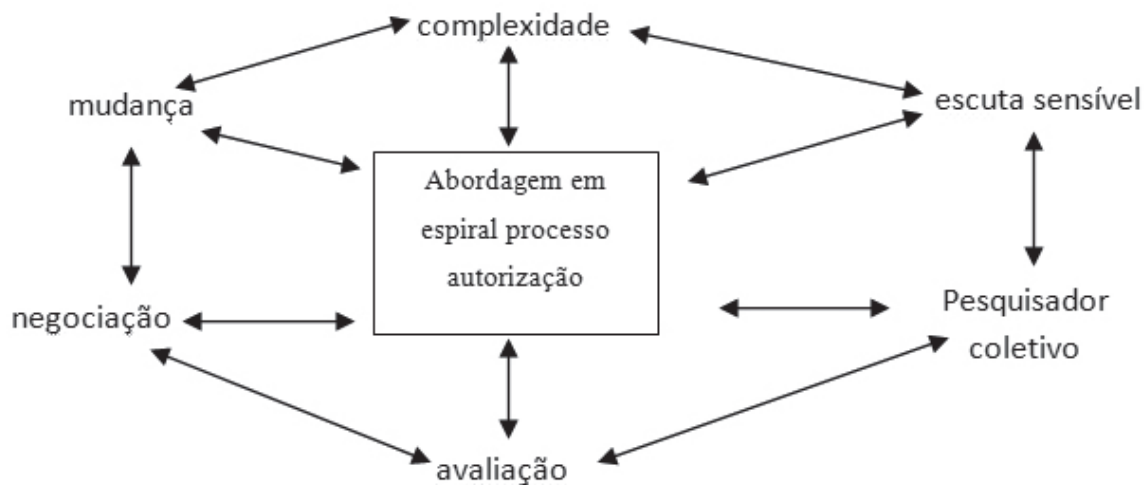 complexidade
mudança
escuta sensível
Abordagem em
espiral processo
autorização
negociação
Pesquisador
coletivo
avaliação